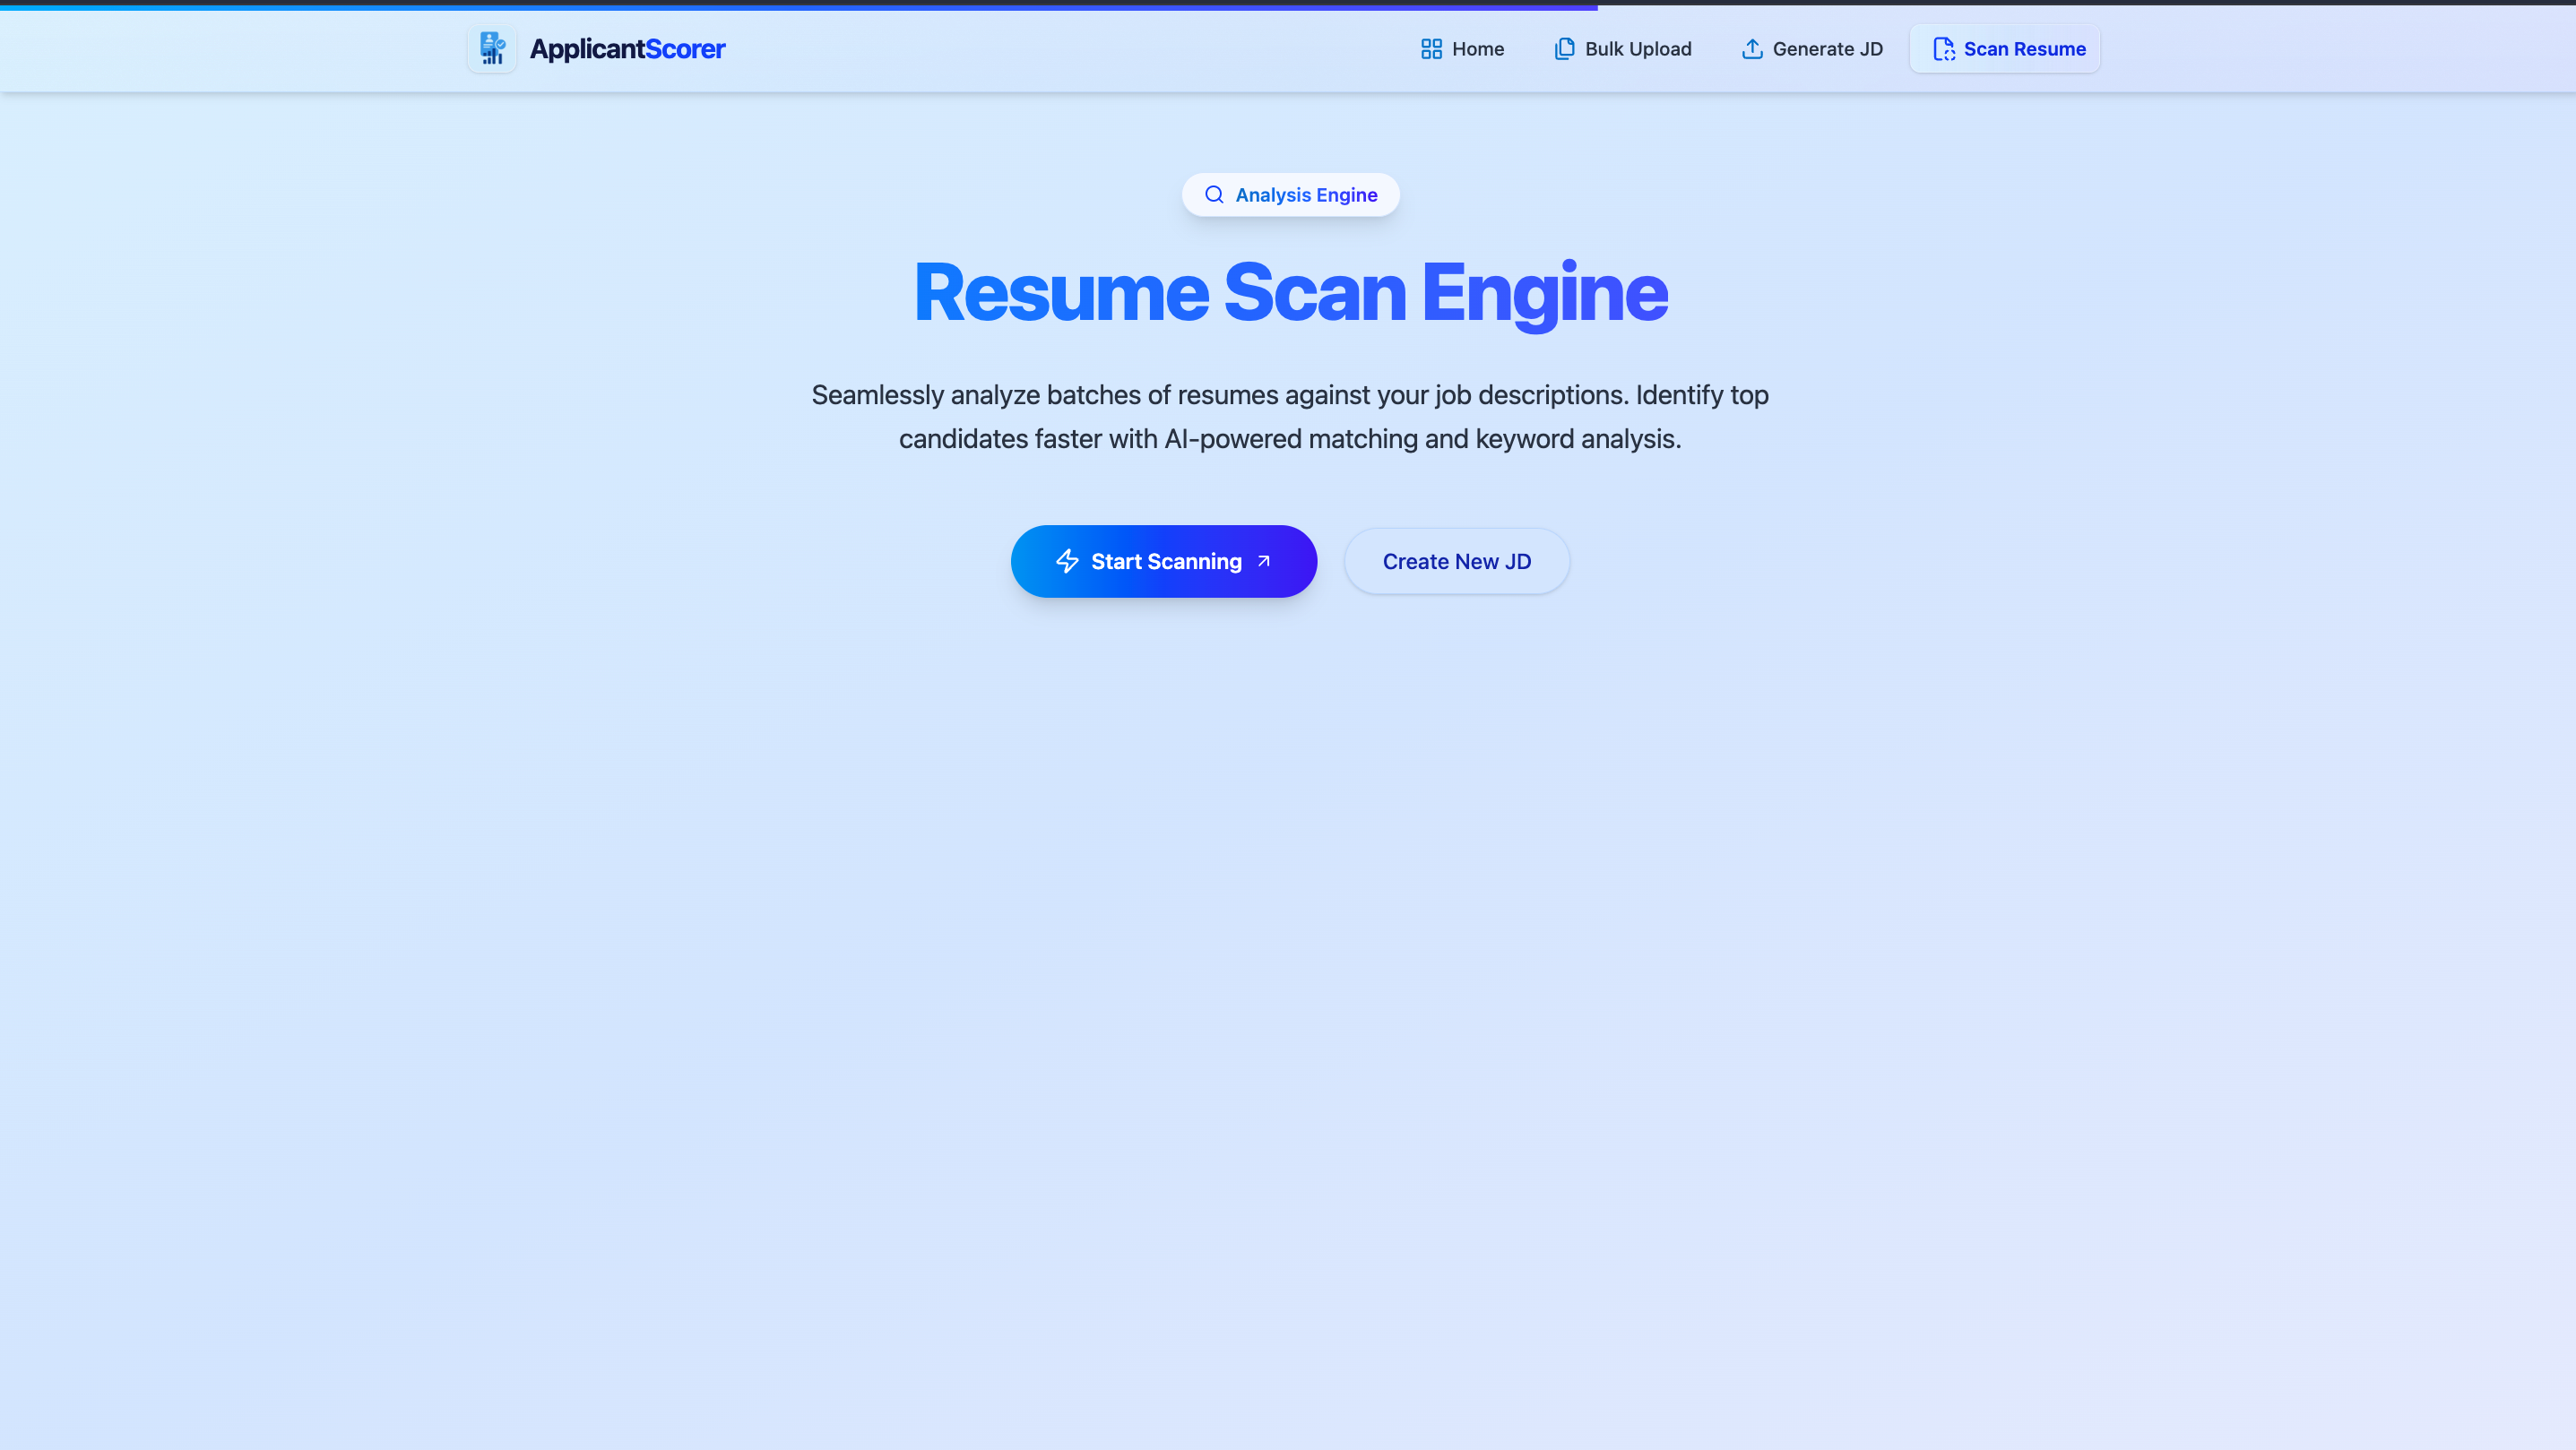 ApplicantScorer
Home
Bulk Upload
Generate JD
Scan Resume
Analysis Engine
Resume Scan Engine
Seamlessly analyze batches of resumes against your job descriptions. Identify top
candidates faster with AI-powered matching and keyword analysis.
Start Scanning
Create New JD